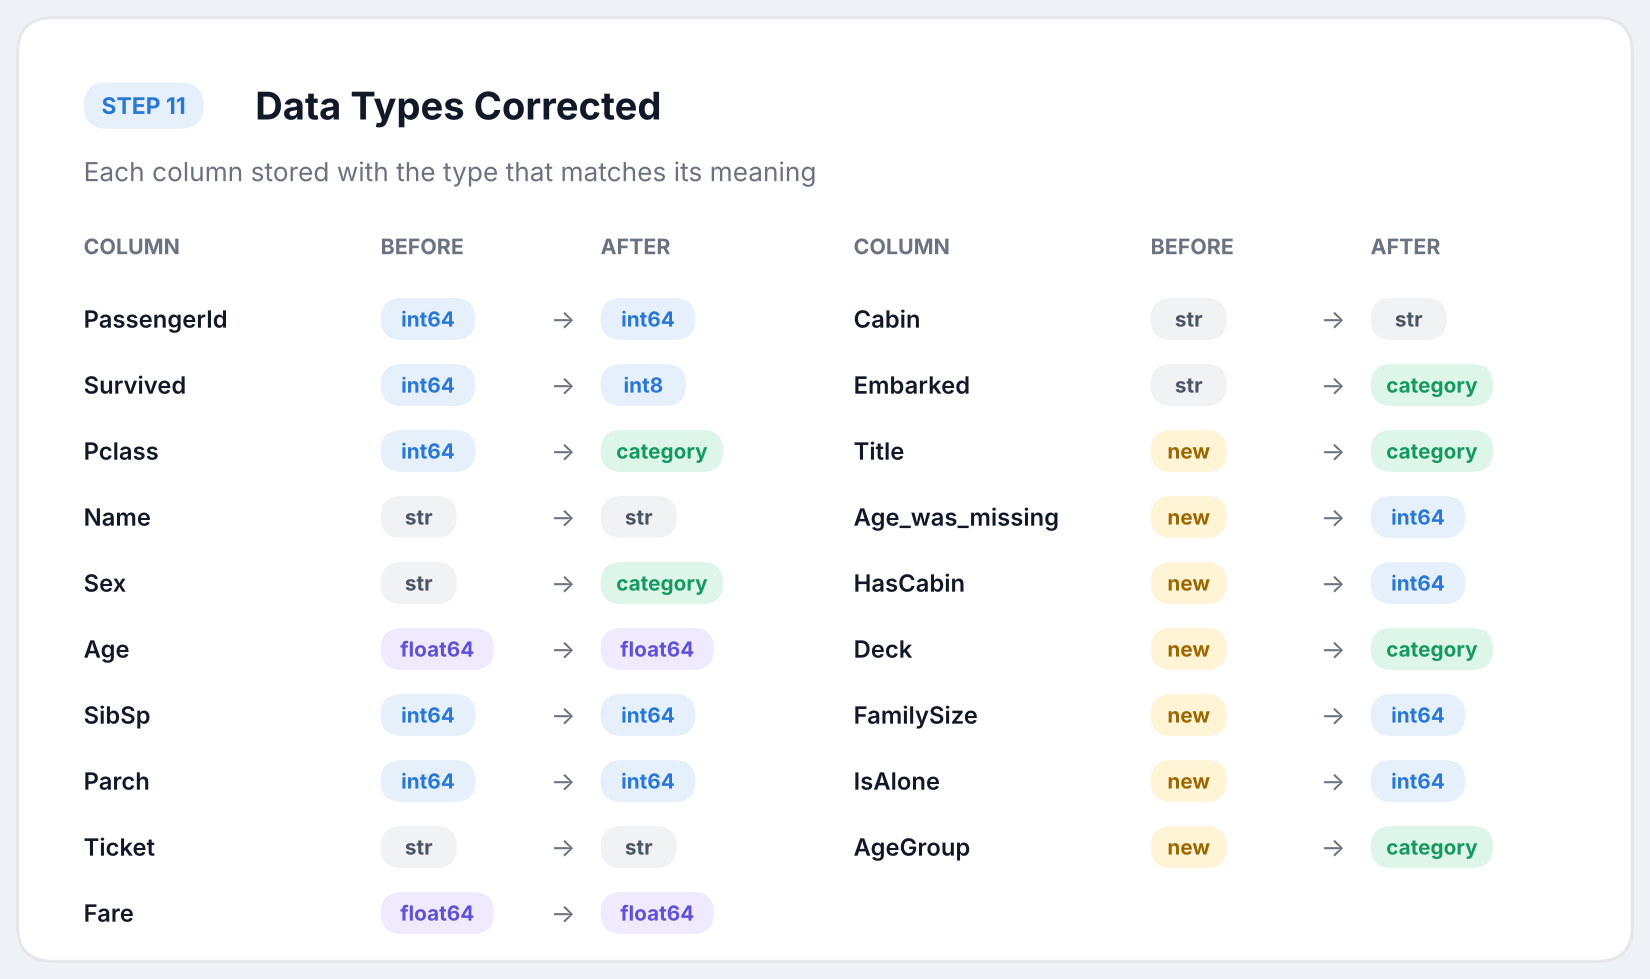 STEP 11 Data Types Corrected
Each column stored with the type that matches its meaning
COLUMN BEFORE AFTER COLUMN BEFORE AFTER
PassengerId int64 → int64 Cabin str → str
Survived int64 → int8 Embarked str → category
Pclass int64 → category Title new → category
Name str → str Age_was_missing new → int64
Sex str → category HasCabin new → int64
Age float64 → float64 Deck new → category
SibSp int64 → int64 FamilySize new → int64
Parch int64 → int64 IsAlone new → int64
Ticket str → str AgeGroup new → category
Fare float64 → float64